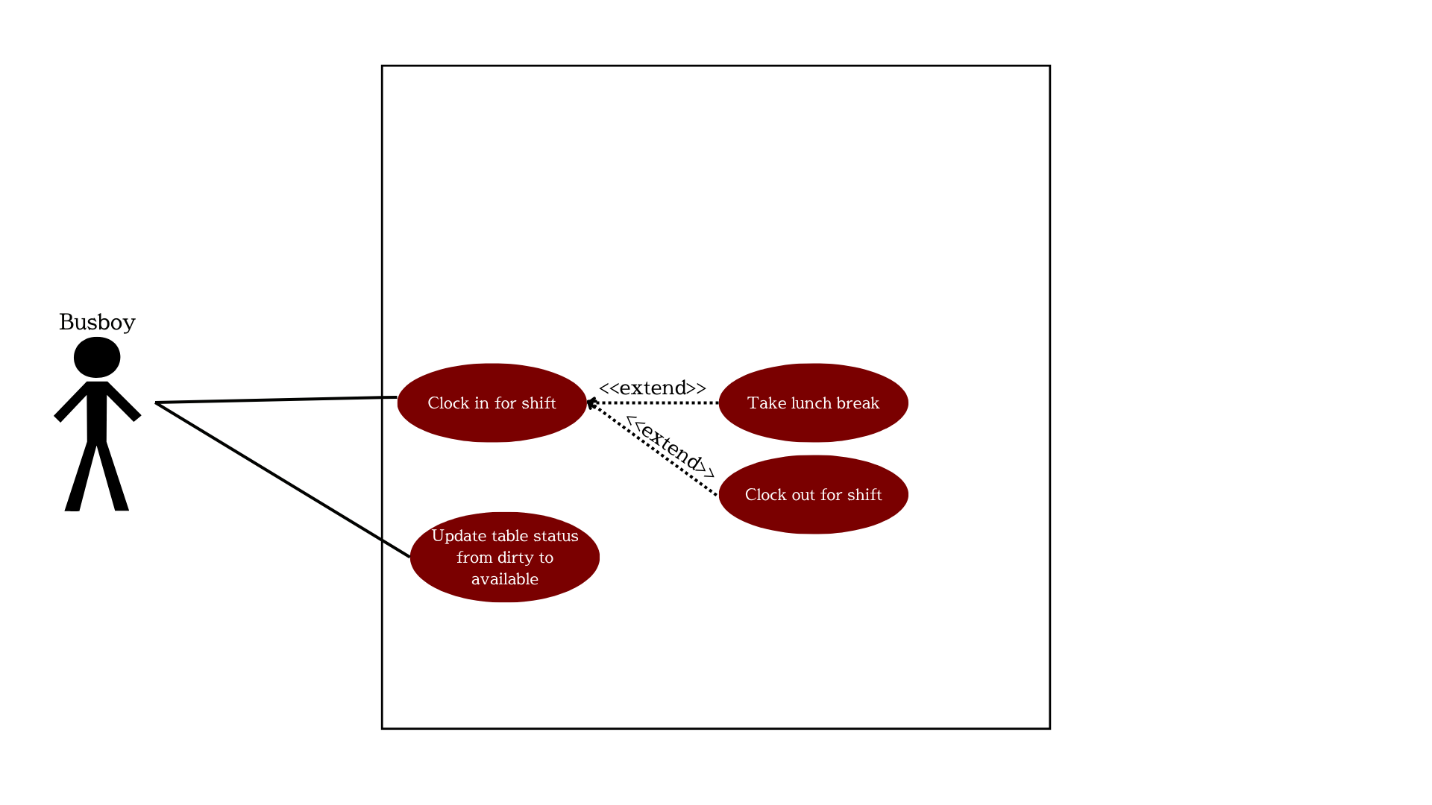 Busboy
Clock in for shift
<<extend>>
Take lunch break
<<extend>>
Clock out for shift
Update table status
from dirty to
available